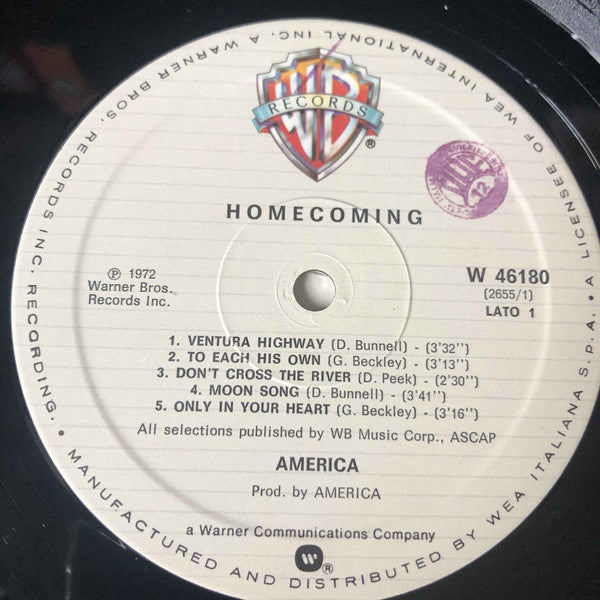 WB
RECORDS
®
HOMECOMING
℗ 1972
Warner Bros.
Records Inc.
W 46180
(2655/1)
LATO 1
1. VENTURA HIGHWAY (D. Bunnell) - (3'32")
2. TO EACH HIS OWN (G. Beckley) - (3'13")
3. DON'T CROSS THE RIVER (D. Peek) - (2'30")
4. MOON SONG (D. Bunnell) - (3'41")
5. ONLY IN YOUR HEART (G. Beckley) - (3'16")
All selections published by WB Music Corp., ASCAP
AMERICA
Prod. by AMERICA
a Warner Communications Company
®
• MANUFACTURED AND DISTRIBUTED BY WEA ITALIANA S.p.A. • A LICENSEE OF WEA INTERNATIONAL INC. A WARNER BROS. RECORDS INC. RECORDING.
12